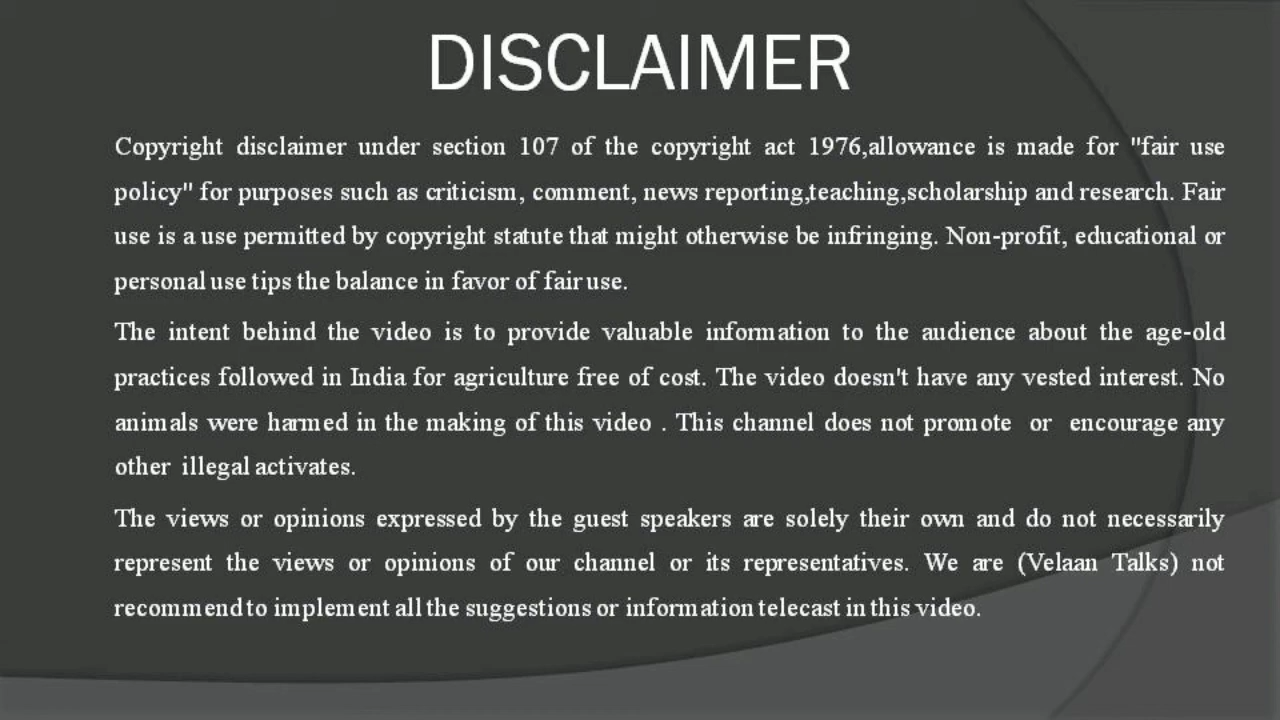 DISCLAIMER
Copyright disclaimer under section 107 of the copyright act 1976,allowance is made for "fair use
policy" for purposes such as criticism, comment, news reporting,teaching,scholarship and research. Fair
use is a use permitted by copyright statute that might otherwise be infringing. Non-profit, educational or
personal use tips the balance in favor of fair use.
The intent behind the video is to provide valuable information to the audience about the age-old
practices followed in India for agriculture free of cost. The video doesn't have any vested interest. No
animals were harmed in the making of this video . This channel does not promote or encourage any
other illegal activates.
The views or opinions expressed by the guest speakers are solely their own and do not necessarily
represent the views or opinions of our channel or its representatives. We are (Velaan Talks) not
recommend to implement all the suggestions or information telecast in this video.